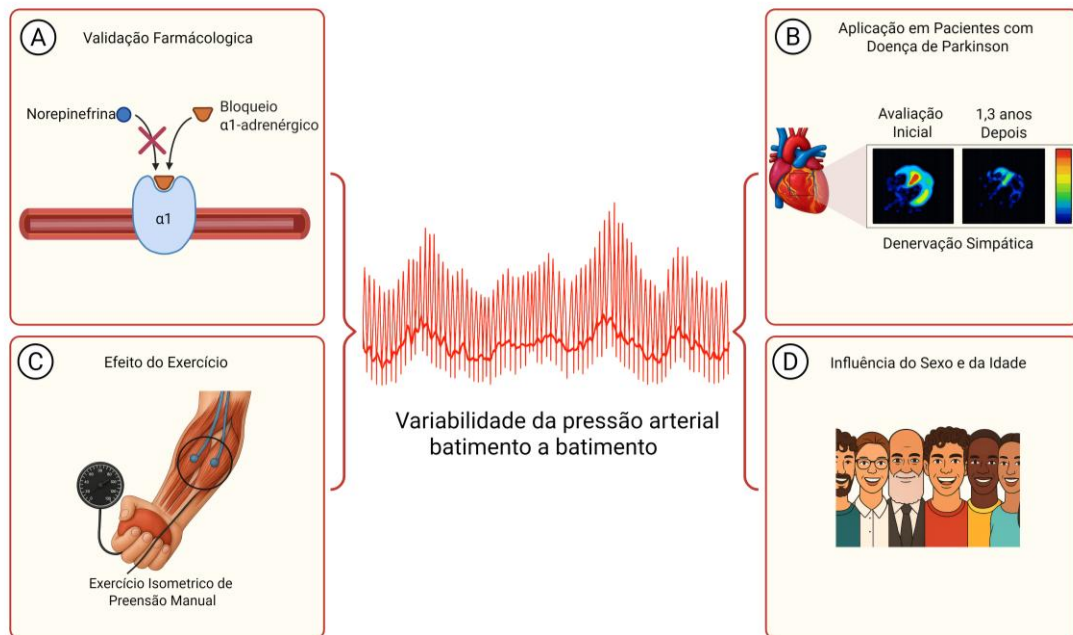 A
Validação Farmácologica
Norepinefrina
Bloqueio
α1-adrenérgico
α1
B
Aplicação em Pacientes com
Doença de Parkinson
Avaliação
Inicial
1,3 anos
Depois
Denervação Simpática
C
Efeito do Exercício
Exercício Isometrico de
Preensão Manual
Variabilidade da pressão arterial
batimento a batimento
D
Influência do Sexo e da Idade